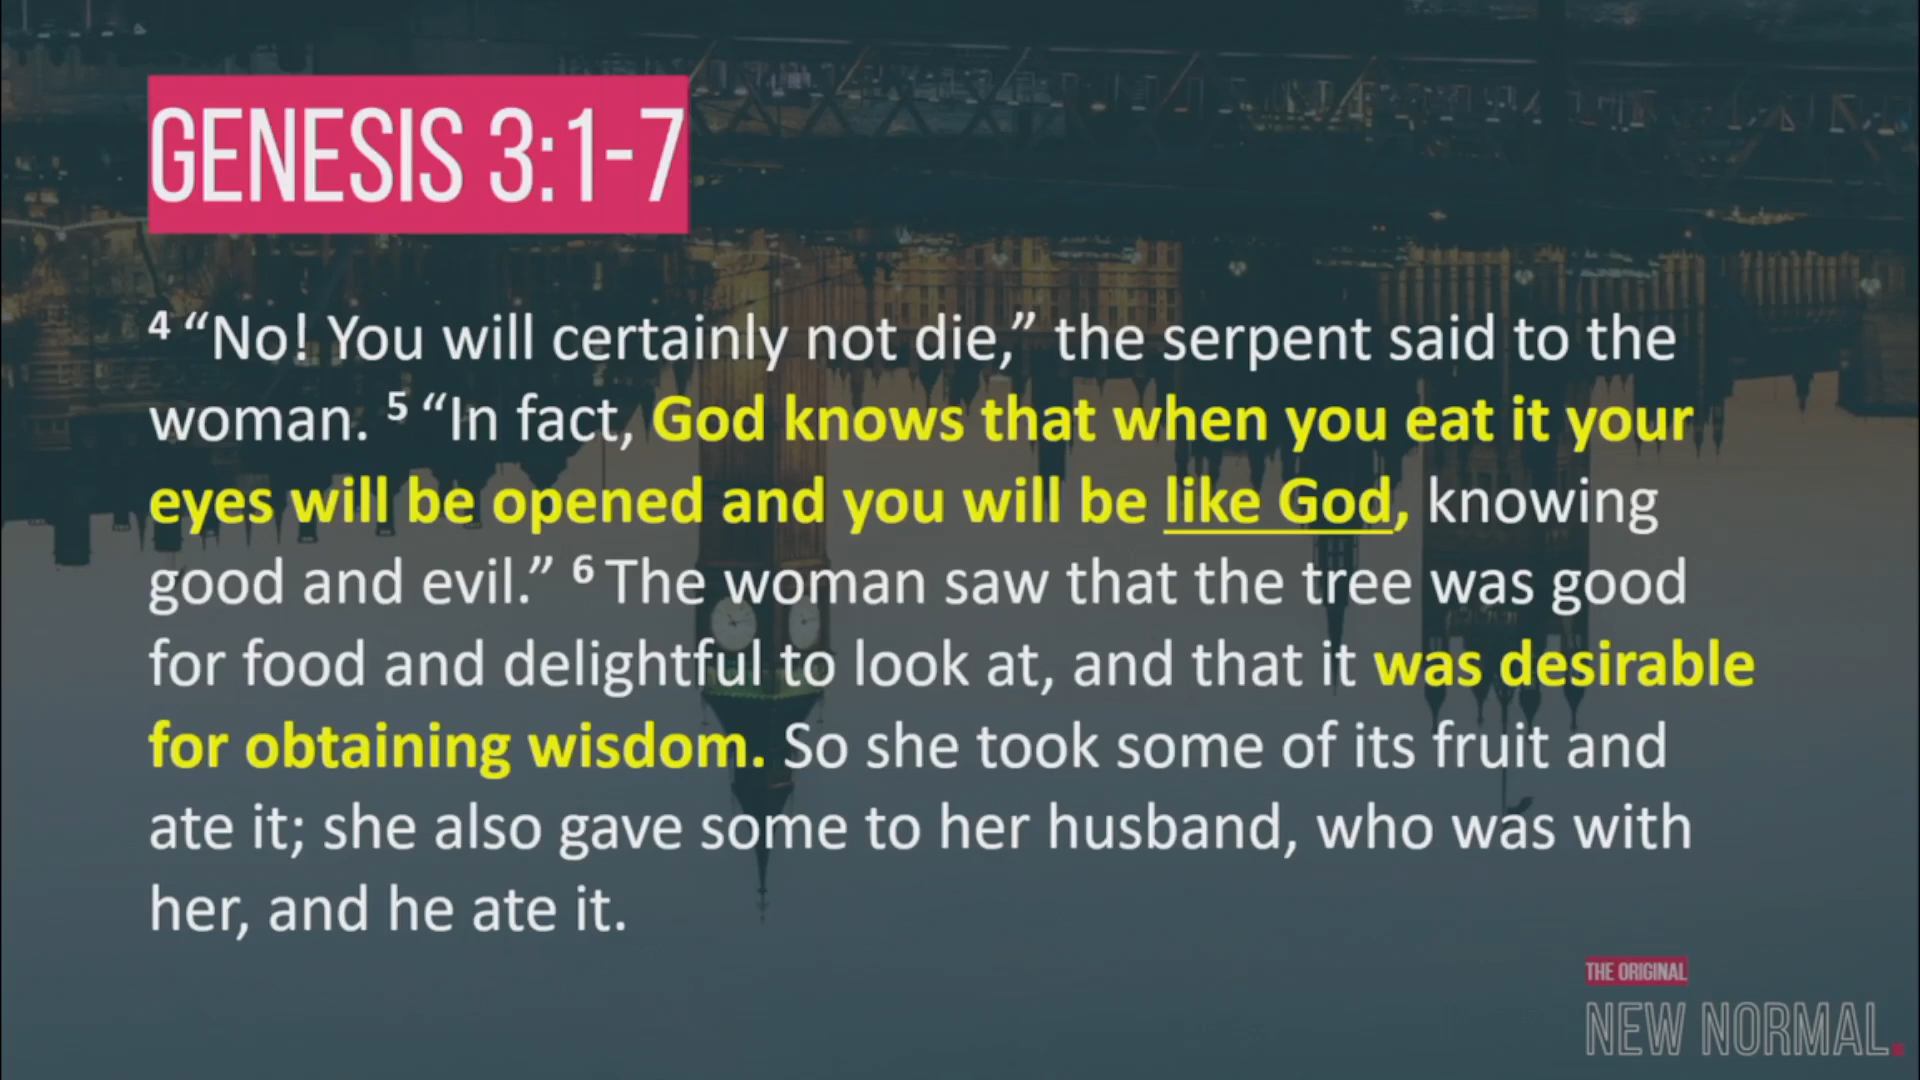 GENESIS 3:1-7
⁴ “No! You will certainly not die,” the serpent said to the
woman. ⁵ “In fact, God knows that when you eat it your
eyes will be opened and you will be like God, knowing
good and evil.” ⁶ The woman saw that the tree was good
for food and delightful to look at, and that it was desirable
for obtaining wisdom. So she took some of its fruit and
ate it; she also gave some to her husband, who was with
her, and he ate it.
THE ORIGINAL
NEW NORMAL.